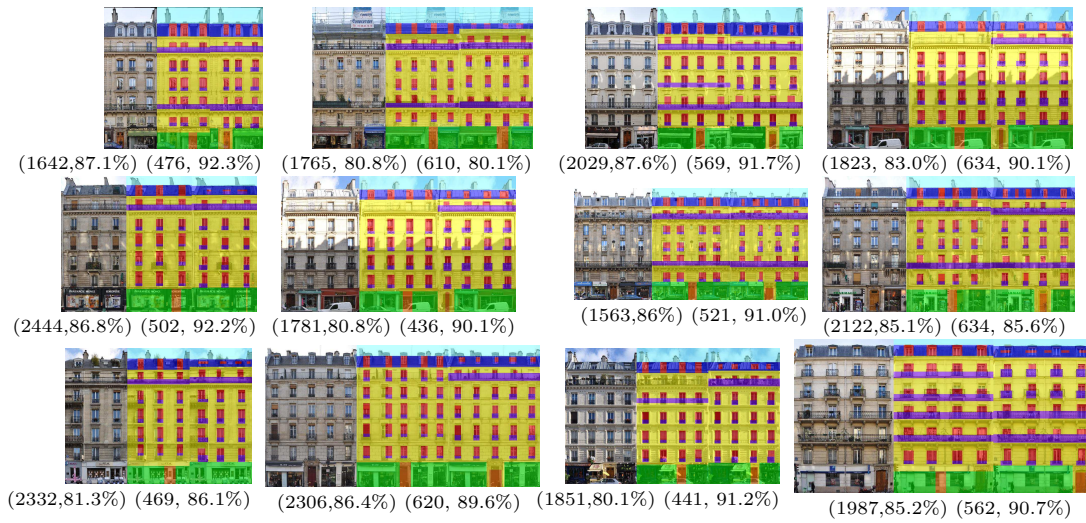 (1642,87.1%) (476, 92.3%) (1765, 80.8%) (610, 80.1%) (2029,87.6%) (569, 91.7%) (1823, 83.0%) (634, 90.1%)
(2444,86.8%) (502, 92.2%) (1781,80.8%) (436, 90.1%) (1563,86%) (521, 91.0%) (2122,85.1%) (634, 85.6%)
(2332,81.3%) (469, 86.1%) (2306,86.4%) (620, 89.6%) (1851,80.1%) (441, 91.2%) (1987,85.2%) (562, 90.7%)